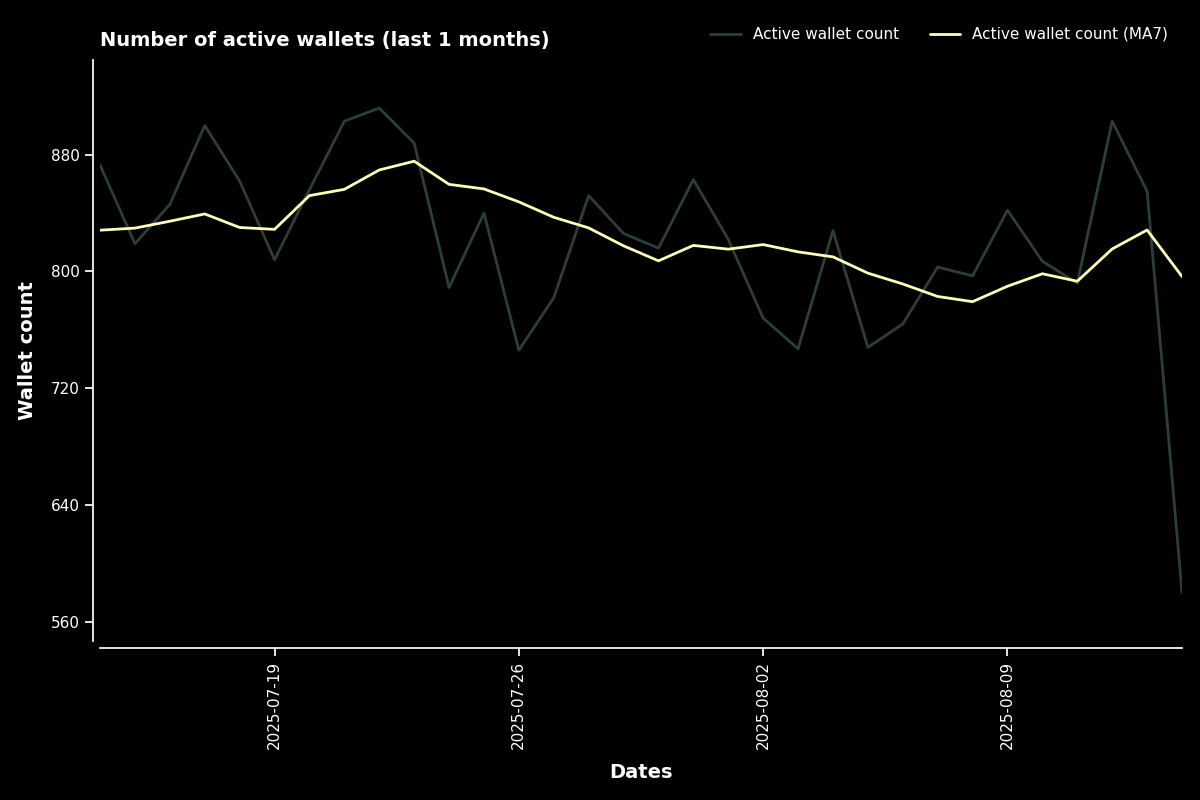 Number of active wallets (last 1 months)
Active wallet count
Active wallet count (MA7)
Wallet count
880
800
720
640
560
2025-07-19
2025-07-26
2025-08-02
2025-08-09
Dates